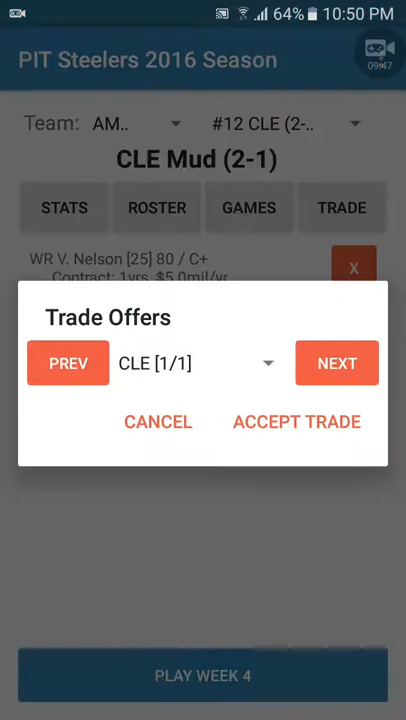 64% 10:50 PM
PIT Steelers 2016 Season
09:47
Team: AM.. #12 CLE (2-..
CLE Mud (2-1)
STATS ROSTER GAMES TRADE
WR V. Nelson [25] 80 / C+
X
Contract: 1yrs, $5.0mil/yr
Trade Offers
PREV CLE [1/1] NEXT
CANCEL ACCEPT TRADE
PLAY WEEK 4